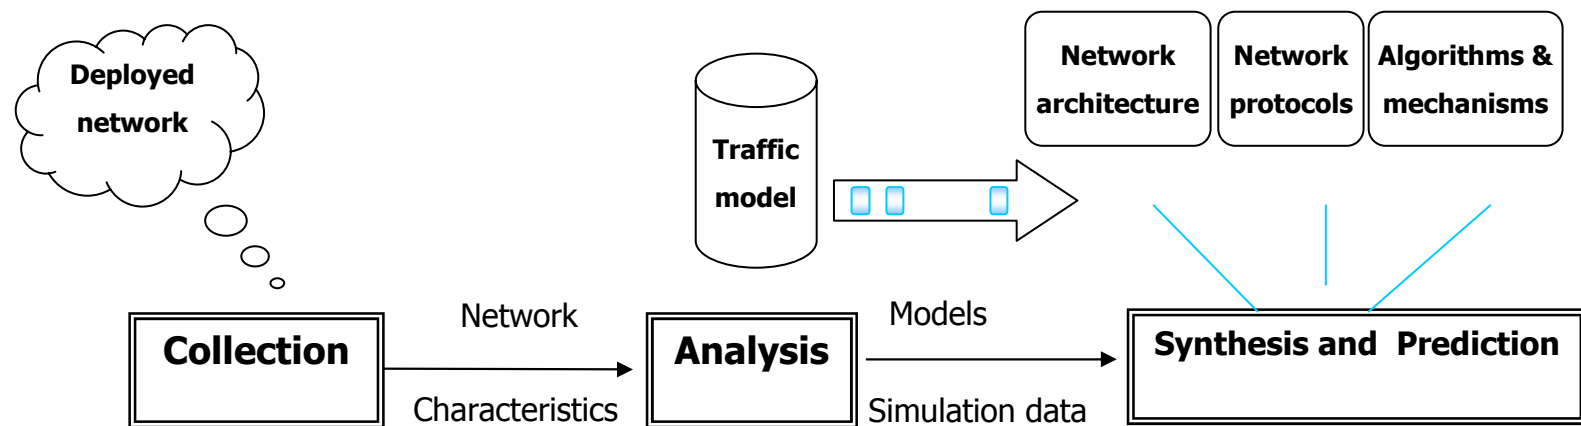 Deployed
network
Traffic
model
Network
architecture
Network
protocols
Algorithms &
mechanisms
Collection
Network
Characteristics
Analysis
Models
Simulation data
Synthesis and Prediction